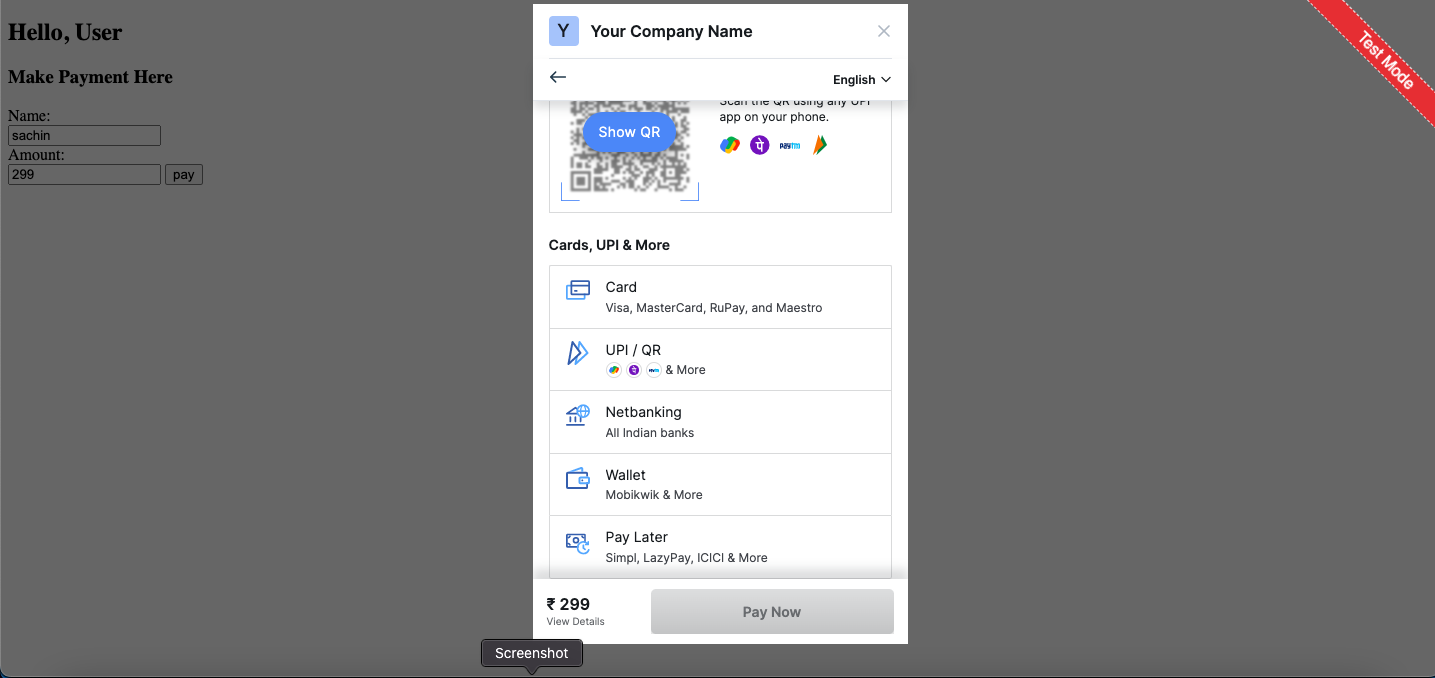 Hello, User
Make Payment Here
Name:
sachin
Amount:
299 pay
Y Your Company Name
English
Scan the QR using any UPI
app on your phone.
Show QR
paytm
Cards, UPI & More
Card
Visa, MasterCard, RuPay, and Maestro
UPI / QR
& More
Netbanking
All Indian banks
Wallet
Mobikwik & More
Pay Later
Simpl, LazyPay, ICICI & More
₹ 299
View Details
Pay Now
Screenshot
Test Mode